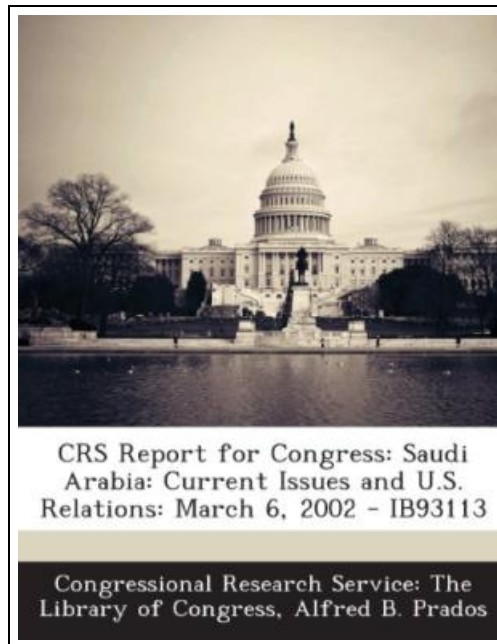 CRS Report for Congress: Saudi
Arabia: Current Issues and U.S.
Relations: March 6, 2002 - IB93113
Congressional Research Service: The
Library of Congress, Alfred B. Prados